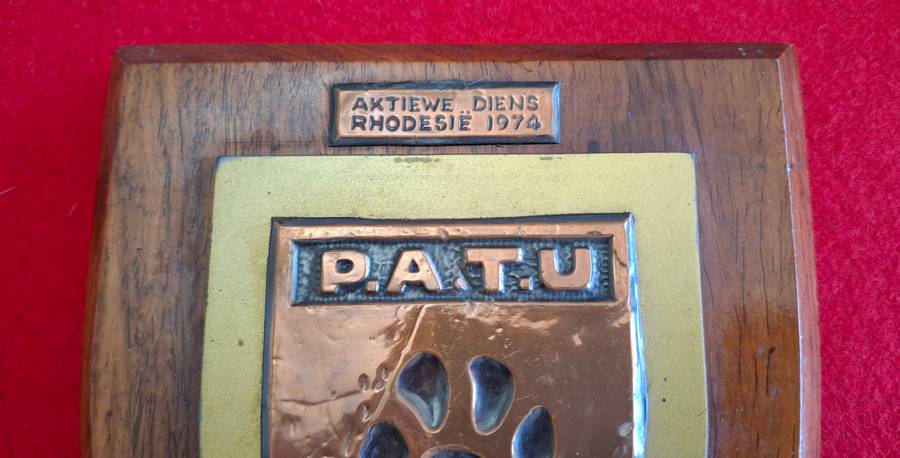 AKTIEWE DIENS
RHODESIË 1974
P.A.T.U